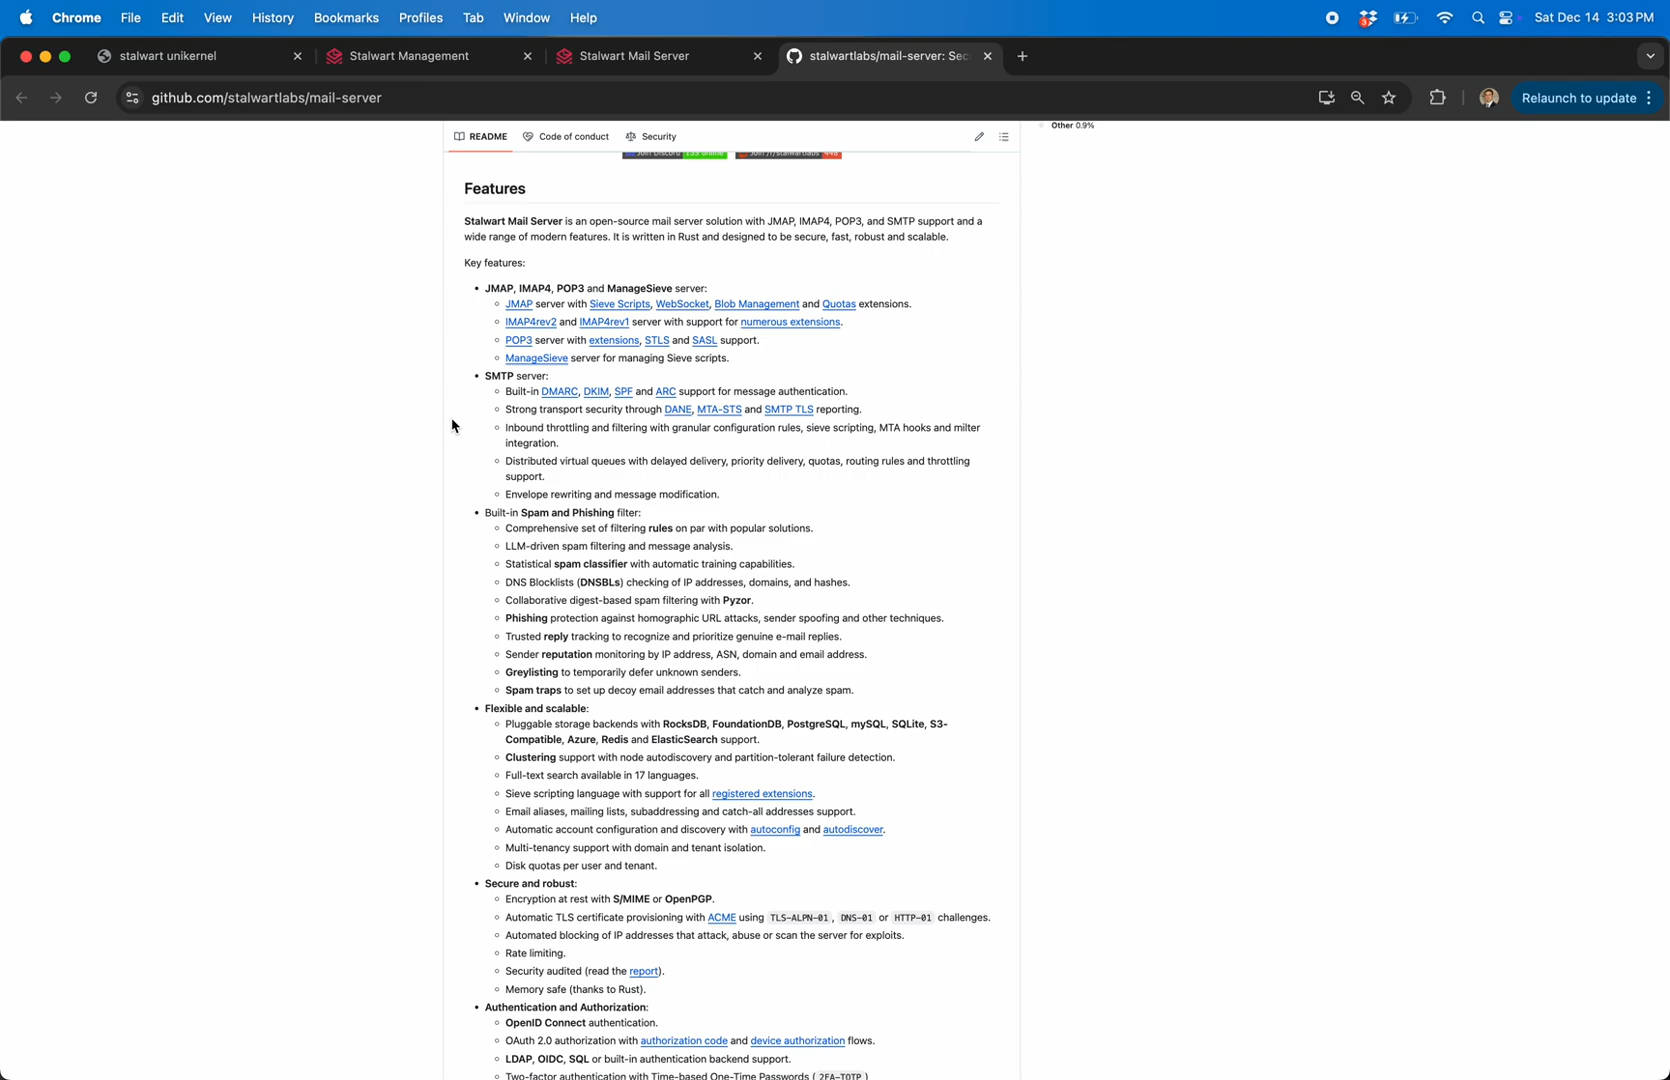 Chrome File Edit View History Bookmarks Profiles Tab Window Help 3 Sat Dec 14 3:03 PM
stalwart unikernel Stalwart Management Stalwart Mail Server stalwartlabs/mail-server: Sec
github.com/stalwartlabs/mail-server Relaunch to update
Other 0.9%
README Code of conduct Security
Features
Stalwart Mail Server is an open-source mail server solution with JMAP, IMAP4, POP3, and SMTP support and a
wide range of modern features. It is written in Rust and designed to be secure, fast, robust and scalable.
Key features:
• JMAP, IMAP4, POP3 and ManageSieve server:
◦ JMAP server with Sieve Scripts, WebSocket, Blob Management and Quotas extensions.
◦ IMAP4rev2 and IMAP4rev1 server with support for numerous extensions.
◦ POP3 server with extensions, STLS and SASL support.
◦ ManageSieve server for managing Sieve scripts.
• SMTP server:
◦ Built-in DMARC, DKIM, SPF and ARC support for message authentication.
◦ Strong transport security through DANE, MTA-STS and SMTP TLS reporting.
◦ Inbound throttling and filtering with granular configuration rules, sieve scripting, MTA hooks and milter
integration.
◦ Distributed virtual queues with delayed delivery, priority delivery, quotas, routing rules and throttling
support.
◦ Envelope rewriting and message modification.
• Built-in Spam and Phishing filter:
◦ Comprehensive set of filtering rules on par with popular solutions.
◦ LLM-driven spam filtering and message analysis.
◦ Statistical spam classifier with automatic training capabilities.
◦ DNS Blocklists (DNSBLs) checking of IP addresses, domains, and hashes.
◦ Collaborative digest-based spam filtering with Pyzor.
◦ Phishing protection against homographic URL attacks, sender spoofing and other techniques.
◦ Trusted reply tracking to recognize and prioritize genuine e-mail replies.
◦ Sender reputation monitoring by IP address, ASN, domain and email address.
◦ Greylisting to temporarily defer unknown senders.
◦ Spam traps to set up decoy email addresses that catch and analyze spam.
• Flexible and scalable:
◦ Pluggable storage backends with RocksDB, FoundationDB, PostgreSQL, mySQL, SQLite, S3-
Compatible, Azure, Redis and ElasticSearch support.
◦ Clustering support with node autodiscovery and partition-tolerant failure detection.
◦ Full-text search available in 17 languages.
◦ Sieve scripting language with support for all registered extensions.
◦ Email aliases, mailing lists, subaddressing and catch-all addresses support.
◦ Automatic account configuration and discovery with autoconfig and autodiscover.
◦ Multi-tenancy support with domain and tenant isolation.
◦ Disk quotas per user and tenant.
• Secure and robust:
◦ Encryption at rest with S/MIME or OpenPGP.
◦ Automatic TLS certificate provisioning with ACME using TLS-ALPN-01, DNS-01 or HTTP-01 challenges.
◦ Automated blocking of IP addresses that attack, abuse or scan the server for exploits.
◦ Rate limiting.
◦ Security audited (read the report).
◦ Memory safe (thanks to Rust).
• Authentication and Authorization:
◦ OpenID Connect authentication.
◦ OAuth 2.0 authorization with authorization code and device authorization flows.
◦ LDAP, OIDC, SQL or built-in authentication backend support.
◦ Two-factor authentication with Time-based One-Time Passwords ( 2FA-TOTP )